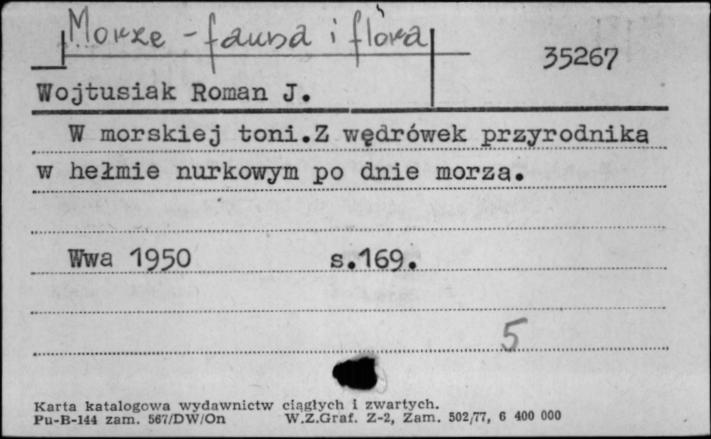 Morze - fauna i flora
35267
Wojtusiak Roman J.
W morskiej toni.Z wędrówek przyrodnika
w hełmie nurkowym po dnie morza.
Wwa 1950 s.169.
5
Karta katalogowa wydawnictw ciągłych i zwartych.
Pu-B-144 zam. 567/DW/On W.Z.Graf. Z-2, Zam. 502/77, 6 400 000